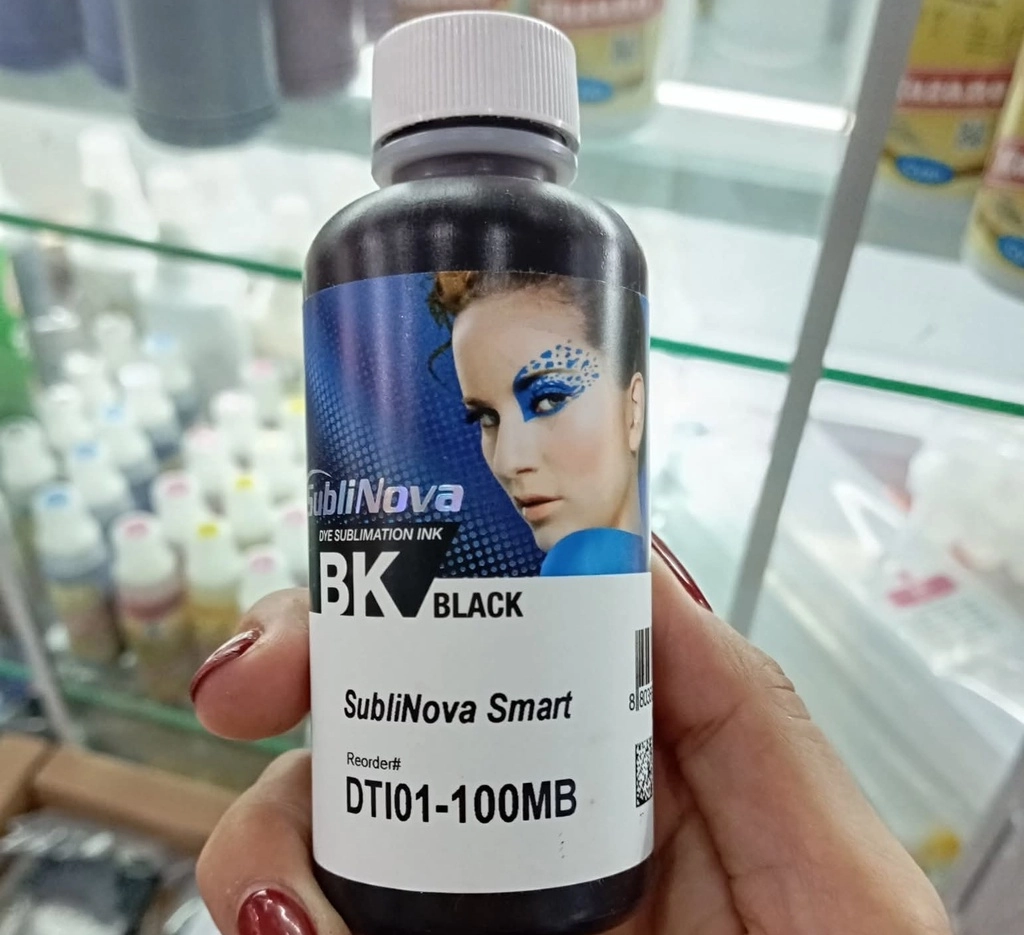 SubliNova
DYE SUBLIMATION INK
BK BLACK
SubliNova Smart
Reorder#
DTI01-100MB